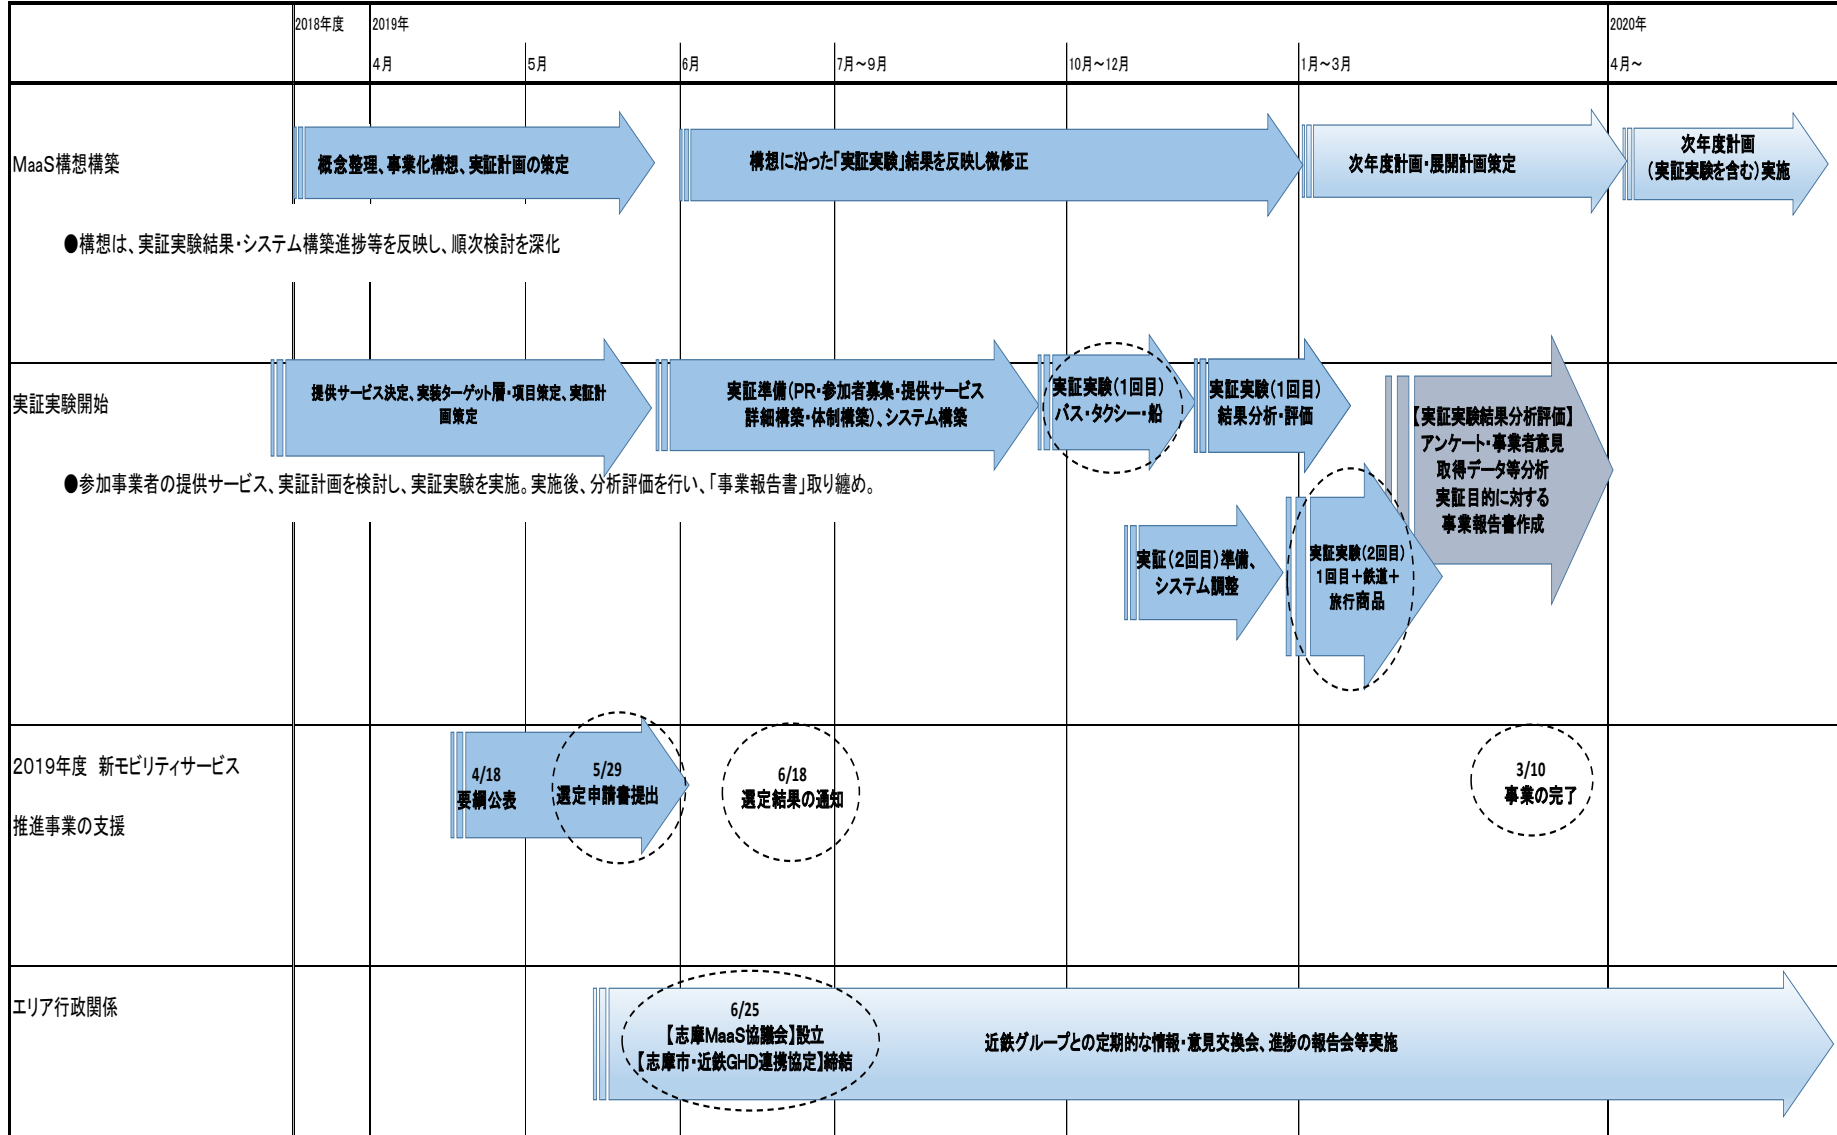 2018年度
2019年
2020年
4月
5月
6月
7月～9月
10月～12月
1月～3月
4月～
MaaS構想構築
概念整理、事業化構想、実証計画の策定
構想に沿った「実証実験」結果を反映し微修正
次年度計画・展開計画策定
次年度計画
（実証実験を含む）実施
●構想は、実証実験結果・システム構築進捗等を反映し、順次検討を深化
実証実験開始
提供サービス決定、実装ターゲット層・項目策定、実証計
画策定
実証準備（PR・参加者募集・提供サービス
詳細構築・体制構築）、システム構築
実証実験（1回目）
バス・タクシー・船
実証実験（1回目）
結果分析・評価
【実証実験結果分析評価】
アンケート・事業者意見
取得データ等分析
実証目的に対する
事業報告書作成
●参加事業者の提供サービス、実証計画を検討し、実証実験を実施。実施後、分析評価を行い、「事業報告書」取り纏め。
実証（2回目）準備、
システム調整
実証実験（2回目）
1回目＋鉄道＋
旅行商品
2019年度 新モビリティサービス
推進事業の支援
4/18
要綱公表
5/29
選定申請書提出
6/18
選定結果の通知
3/10
事業の完了
エリア行政関係
6/25
【志摩MaaS協議会】設立
【志摩市・近鉄GHD連携協定】締結
近鉄グループとの定期的な情報・意見交換会、進捗の報告会等実施